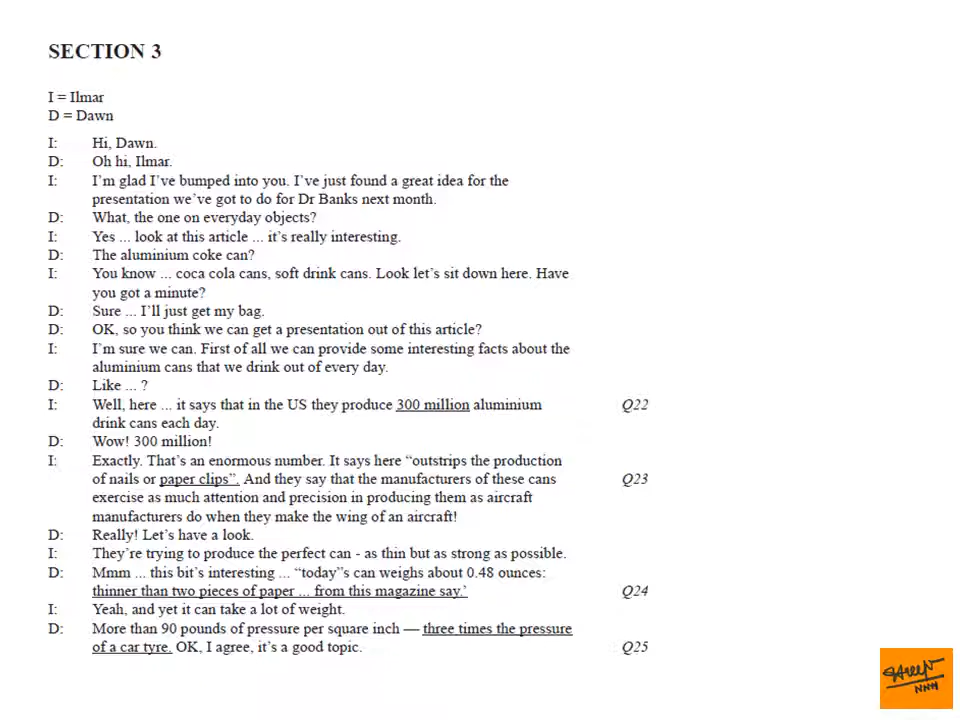 SECTION 3
I = Ilmar
D = Dawn
I: Hi, Dawn.
D: Oh hi, Ilmar.
I: I'm glad I've bumped into you. I've just found a great idea for the
presentation we've got to do for Dr Banks next month.
D: What, the one on everyday objects?
I: Yes ... look at this article ... it's really interesting.
D: The aluminium coke can?
I: You know ... coca cola cans, soft drink cans. Look let's sit down here. Have
you got a minute?
D: Sure ... I'll just get my bag.
D: OK, so you think we can get a presentation out of this article?
I: I'm sure we can. First of all we can provide some interesting facts about the
aluminium cans that we drink out of every day.
D: Like ... ?
I: Well, here ... it says that in the US they produce 300 million aluminium Q22
drink cans each day.
D: Wow! 300 million!
I: Exactly. That's an enormous number. It says here “outstrips the production
of nails or paper clips”. And they say that the manufacturers of these cans Q23
exercise as much attention and precision in producing them as aircraft
manufacturers do when they make the wing of an aircraft!
D: Really! Let's have a look.
I: They're trying to produce the perfect can - as thin but as strong as possible.
D: Mmm ... this bit's interesting ... “today”s can weighs about 0.48 ounces:
thinner than two pieces of paper ... from this magazine say.’ Q24
I: Yeah, and yet it can take a lot of weight.
D: More than 90 pounds of pressure per square inch — three times the pressure
of a car tyre. OK, I agree, it's a good topic. Q25
NNH